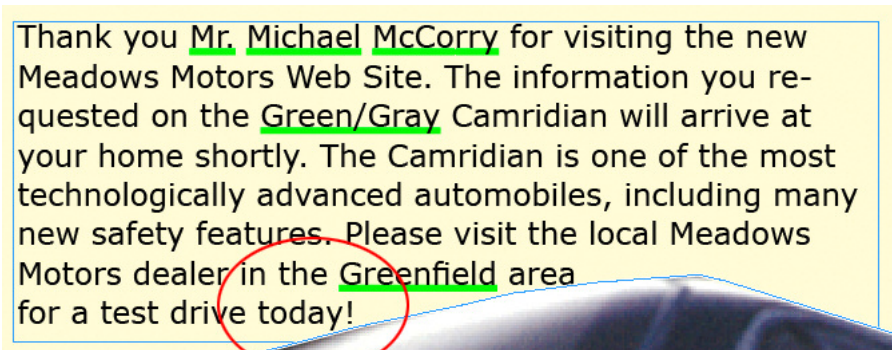 Thank you Mr. Michael McCorry for visiting the new
Meadows Motors Web Site. The information you re-
quested on the Green/Gray Camridian will arrive at
your home shortly. The Camridian is one of the most
technologically advanced automobiles, including many
new safety features. Please visit the local Meadows
Motors dealer in the Greenfield area
for a test drive today!